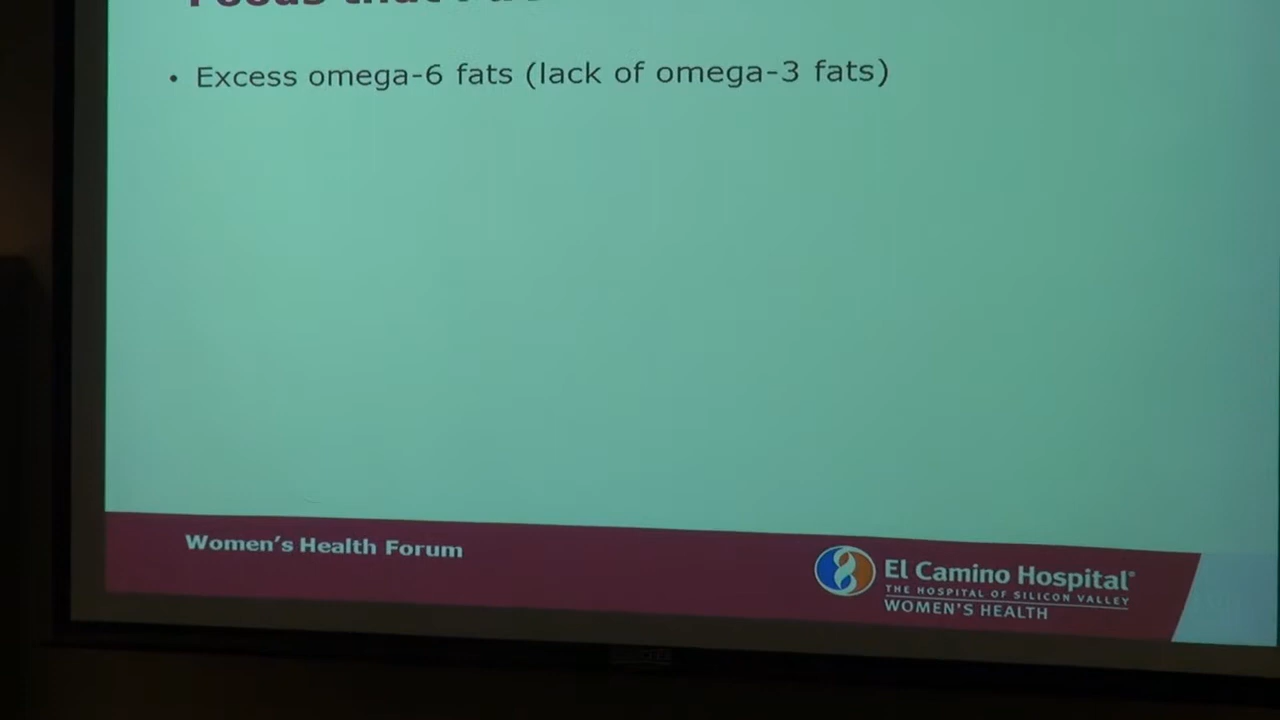 • Excess omega-6 fats (lack of omega-3 fats)
Women's Health Forum
El Camino Hospital®
THE HOSPITAL OF SILICON VALLEY
WOMEN'S HEALTH